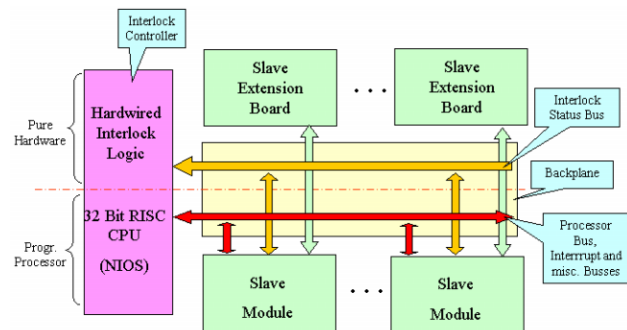 Interlock
Controller
Slave
Extension
Board
. . .
Slave
Extension
Board
Pure
Hardware
Hardwired
Interlock
Logic
Interlock
Status Bus
Backplane
Progr.
Processor
32 Bit RISC
CPU
(NIOS)
Processor
Bus,
Interrrupt and
misc. Busses
Slave
Module
. . .
Slave
Module